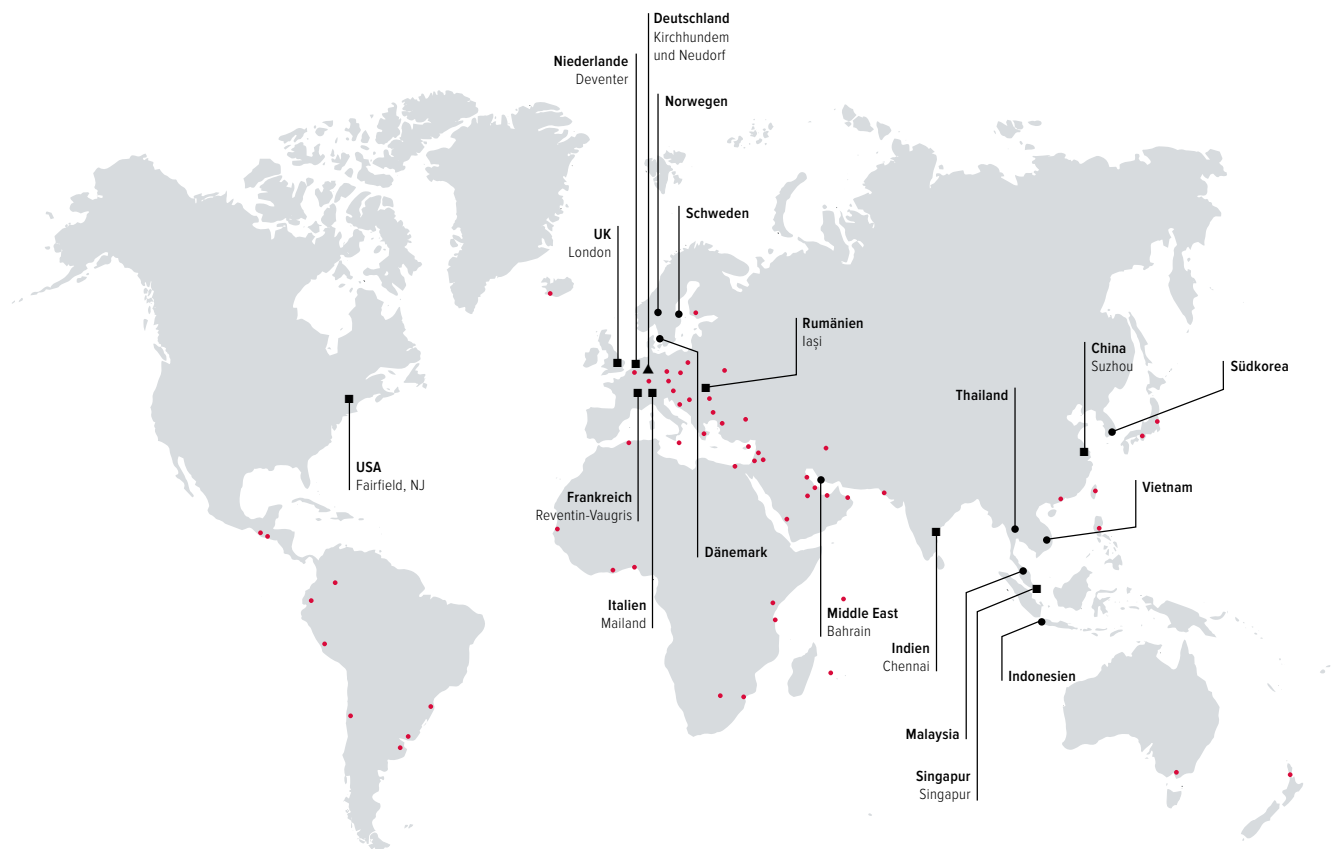 Deutschland
Kirchhundem
und Neudorf
Niederlande
Deventer
Norwegen
Schweden
UK
London
Rumänien
Iași
China
Suzhou
Südkorea
Thailand
USA
Fairfield, NJ
Vietnam
Frankreich
Reventin-Vaugris
Dänemark
Italien
Mailand
Middle East
Bahrain
Indien
Chennai
Indonesien
Malaysia
Singapur
Singapur